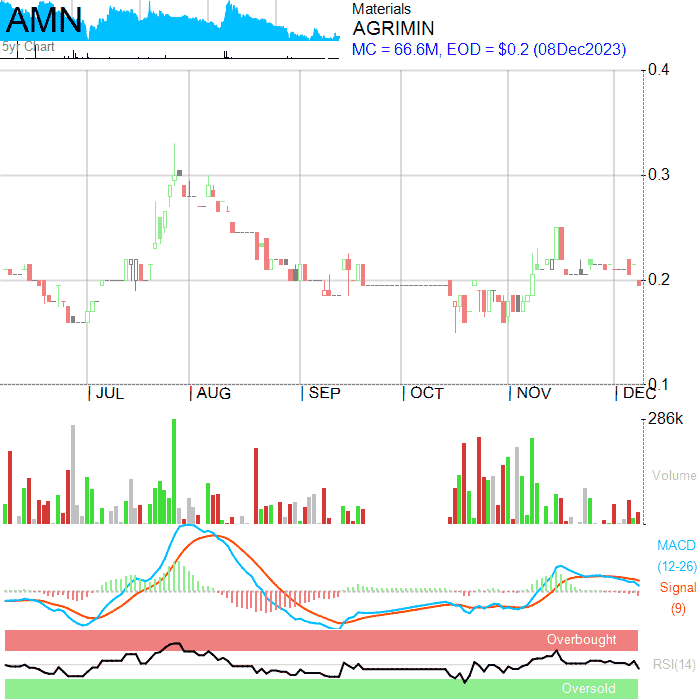 AMN
5yr Chart
Materials
AGRIMIN
MC = 66.6M, EOD = $0.2 (08Dec2023)
0.4
0.3
0.2
0.1
JUL
AUG
SEP
OCT
NOV
DEC
286k
Volume
MACD
(12-26)
Signal
(9)
Overbought
RSI(14)
Oversold